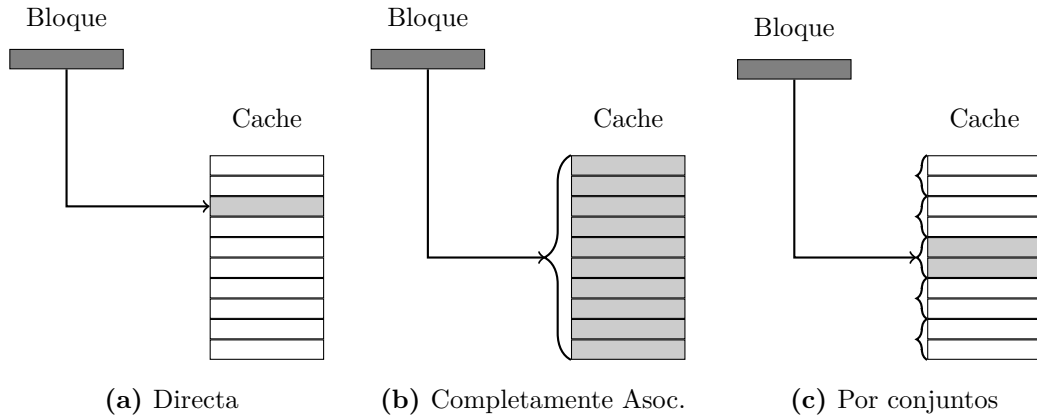 Bloque
Bloque
Bloque
Cache
Cache
Cache
(a) Directa
(b) Completamente Asoc.
(c) Por conjuntos